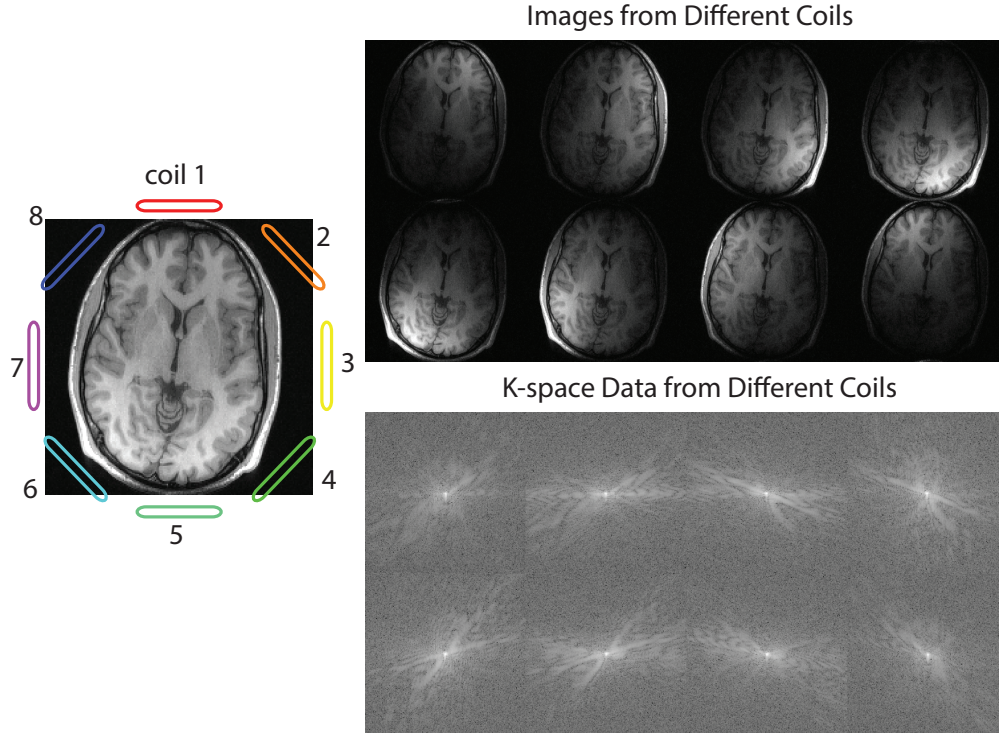 Images from Different Coils
coil 1
8
2
7
3
6
4
5
K-space Data from Different Coils